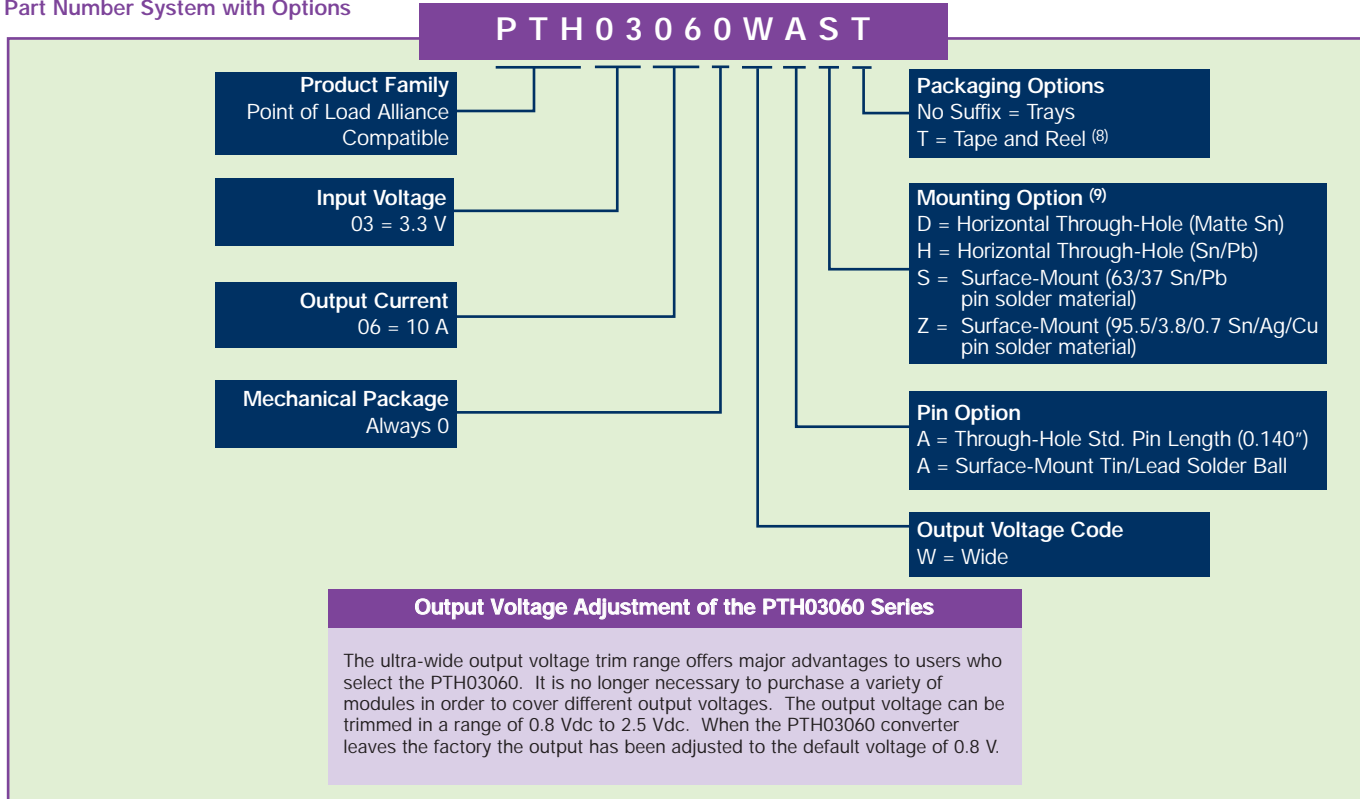 Part Number System with Options
PTH03060WAST
Product Family
Point of Load Alliance
Compatible
Input Voltage
03 = 3.3 V
Output Current
06 = 10 A
Mechanical Package
Always 0
Packaging Options
No Suffix = Trays
T = Tape and Reel (8)
Mounting Option (9)
D = Horizontal Through-Hole (Matte Sn)
H = Horizontal Through-Hole (Sn/Pb)
S = Surface-Mount (63/37 Sn/Pb
pin solder material)
Z = Surface-Mount (95.5/3.8/0.7 Sn/Ag/Cu
pin solder material)
Pin Option
A = Through-Hole Std. Pin Length (0.140″)
A = Surface-Mount Tin/Lead Solder Ball
Output Voltage Code
W = Wide
Output Voltage Adjustment of the PTH03060 Series
The ultra-wide output voltage trim range offers major advantages to users who
select the PTH03060. It is no longer necessary to purchase a variety of
modules in order to cover different output voltages. The output voltage can be
trimmed in a range of 0.8 Vdc to 2.5 Vdc. When the PTH03060 converter
leaves the factory the output has been adjusted to the default voltage of 0.8 V.